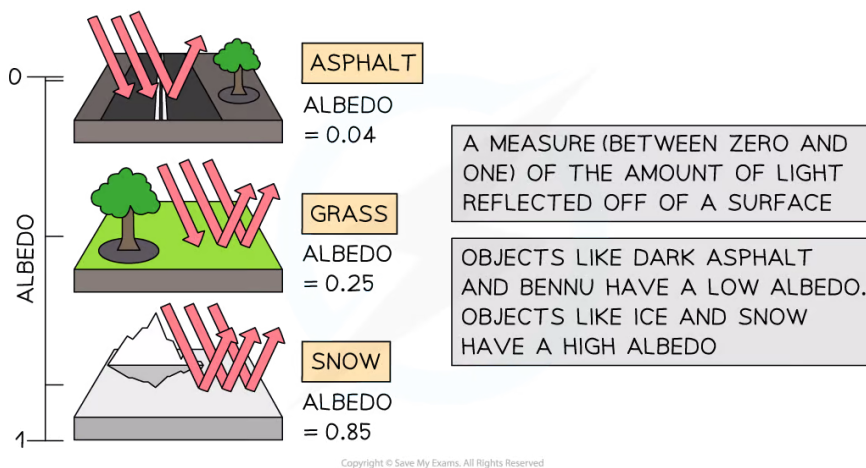 0
ALBEDO
1
ASPHALT
ALBEDO
= 0.04
GRASS
ALBEDO
= 0.25
SNOW
ALBEDO
= 0.85
A MEASURE (BETWEEN ZERO AND
ONE) OF THE AMOUNT OF LIGHT
REFLECTED OFF OF A SURFACE
OBJECTS LIKE DARK ASPHALT
AND BENNU HAVE A LOW ALBEDO.
OBJECTS LIKE ICE AND SNOW
HAVE A HIGH ALBEDO
Copyright © Save My Exams. All Rights Reserved